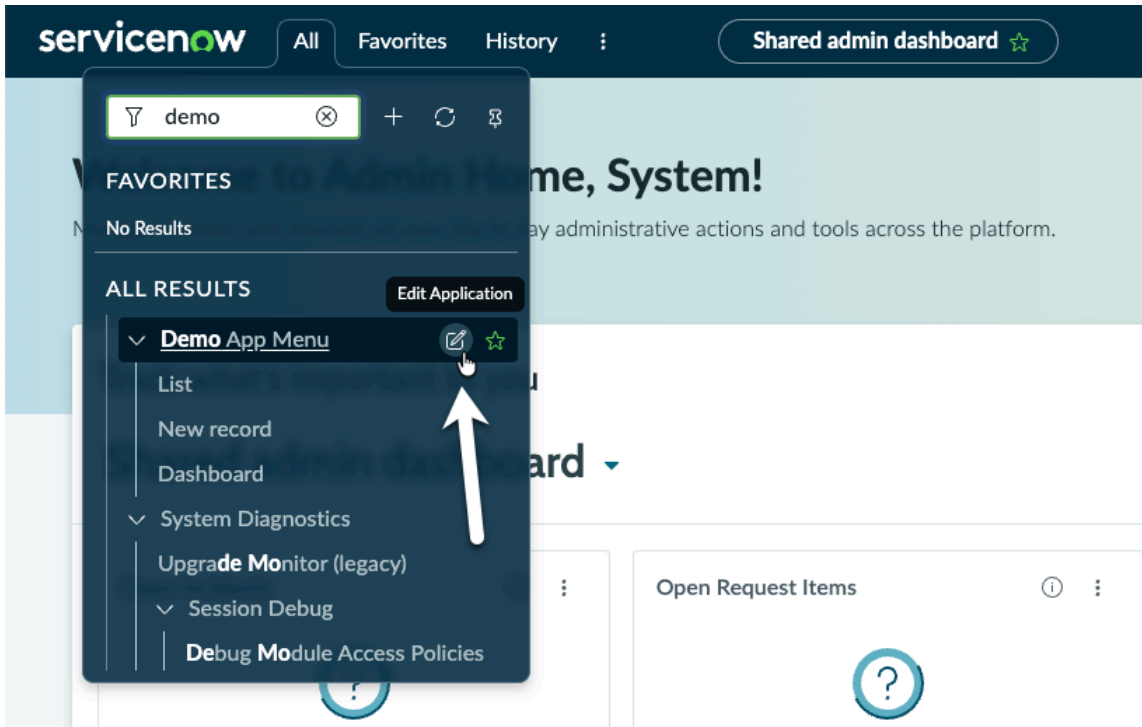 servicenow All Favorites History Shared admin dashboard
demo
FAVORITES
No Results
me, System!
ay administrative actions and tools across the platform.
ALL RESULTS
Edit Application
Demo App Menu
List
New record
Dashboard
System Diagnostics
Upgrade Monitor (legacy)
Session Debug
Debug Module Access Policies
Open Request Items